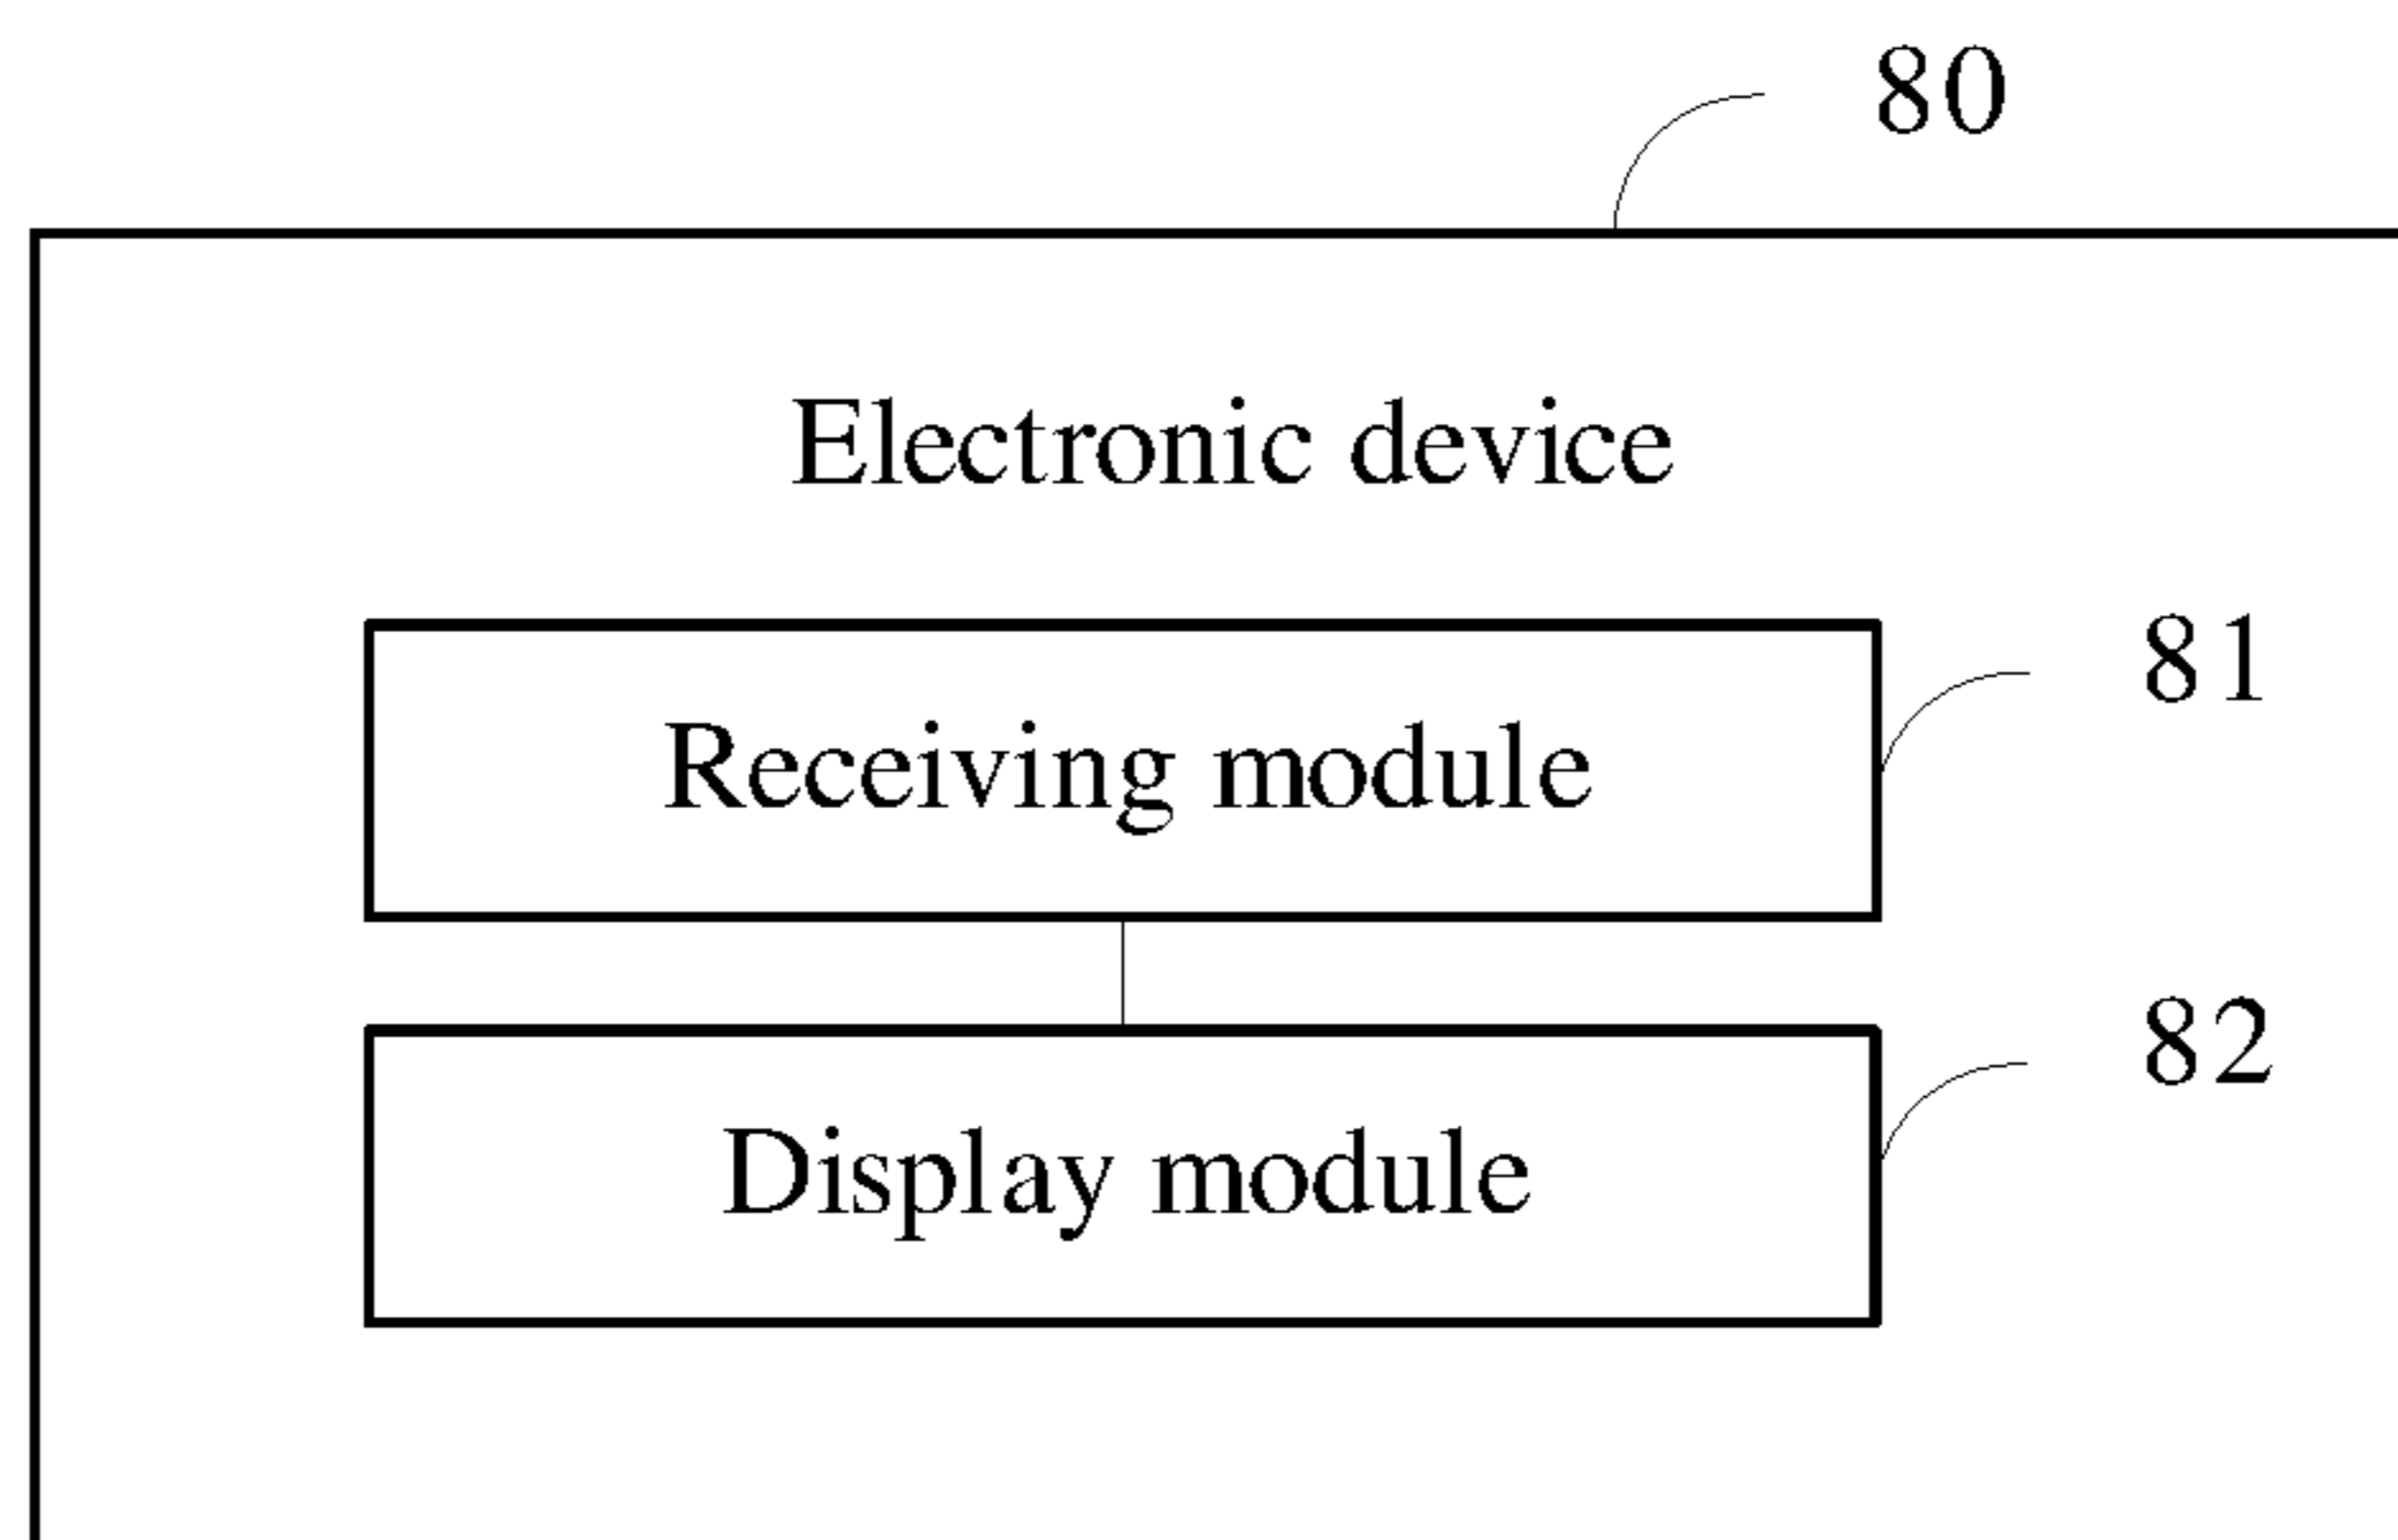 80
Electronic device
81
Receiving module
82
Display module